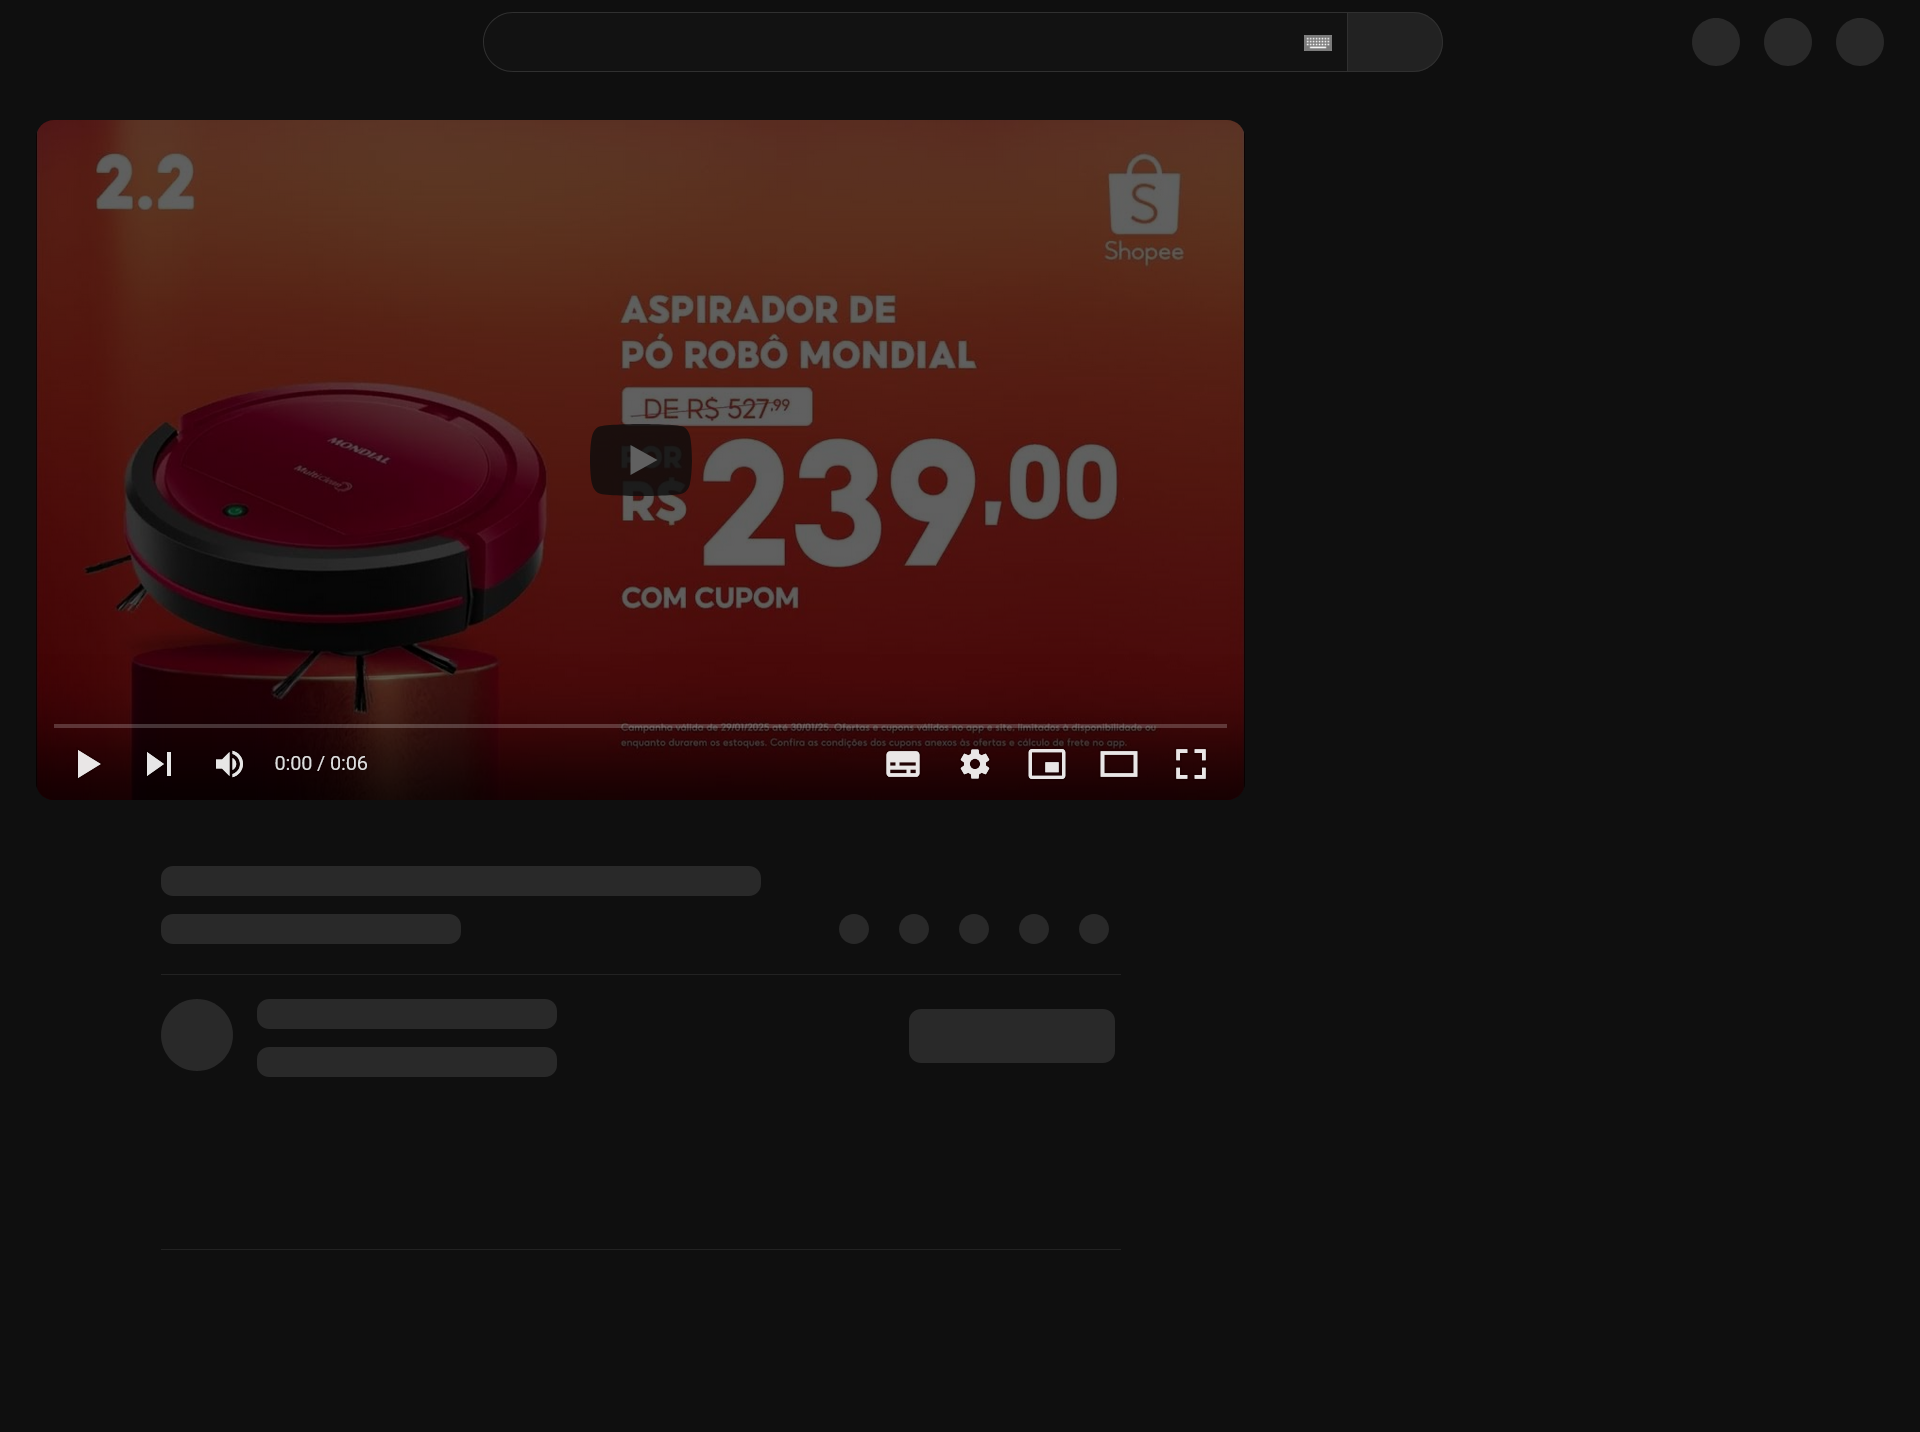 2.2
Shopee
ASPIRADOR DE
PÓ ROBÔ MONDIAL
DE R$ 527,99
POR
R$ 239,00
COM CUPOM
MONDIAL
MultiClean
Campanha válida de 29/01/2025 até 30/01/25. Ofertas e cupons válidos no app e site, limitados à disponibilidade ou
enquanto durarem os estoques. Confira as condições dos cupons anexos às ofertas e cálculo de frete no app.
0:00 / 0:06